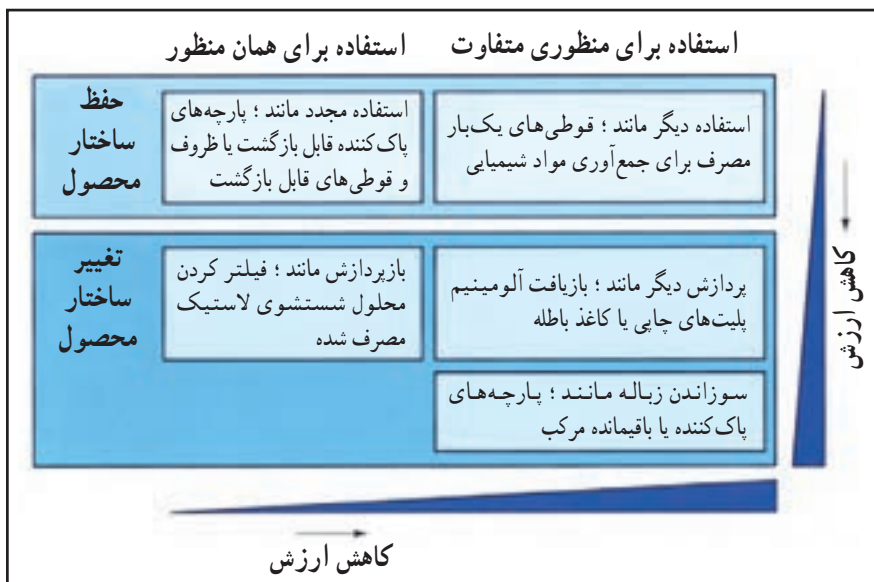 استفاده برای همان منظور
استفاده برای منظوری متفاوت
حفظ
ساختار
محصول
استفاده مجدد مانند ؛ پارچه‌های
پاک‌کننده قابل بازگشت یا ظروف
و قوطی‌های قابل بازگشت
استفاده دیگر مانند ؛ قوطی‌های یک‌بار
مصرف برای جمع‌آوری مواد شیمیایی
تغییر
ساختار
محصول
بازپردازش مانند ؛ فیلتر کردن
محلول شستشوی لاستیک
مصرف شده
پردازش دیگر مانند ؛ بازیافت آلومینیم
پلیت‌های چاپی یا کاغذ باطله
سوزاندن زباله مانند ؛ پارچه‌های
پاک‌کننده یا باقیمانده مرکب
کاهش ارزش
کاهش ارزش